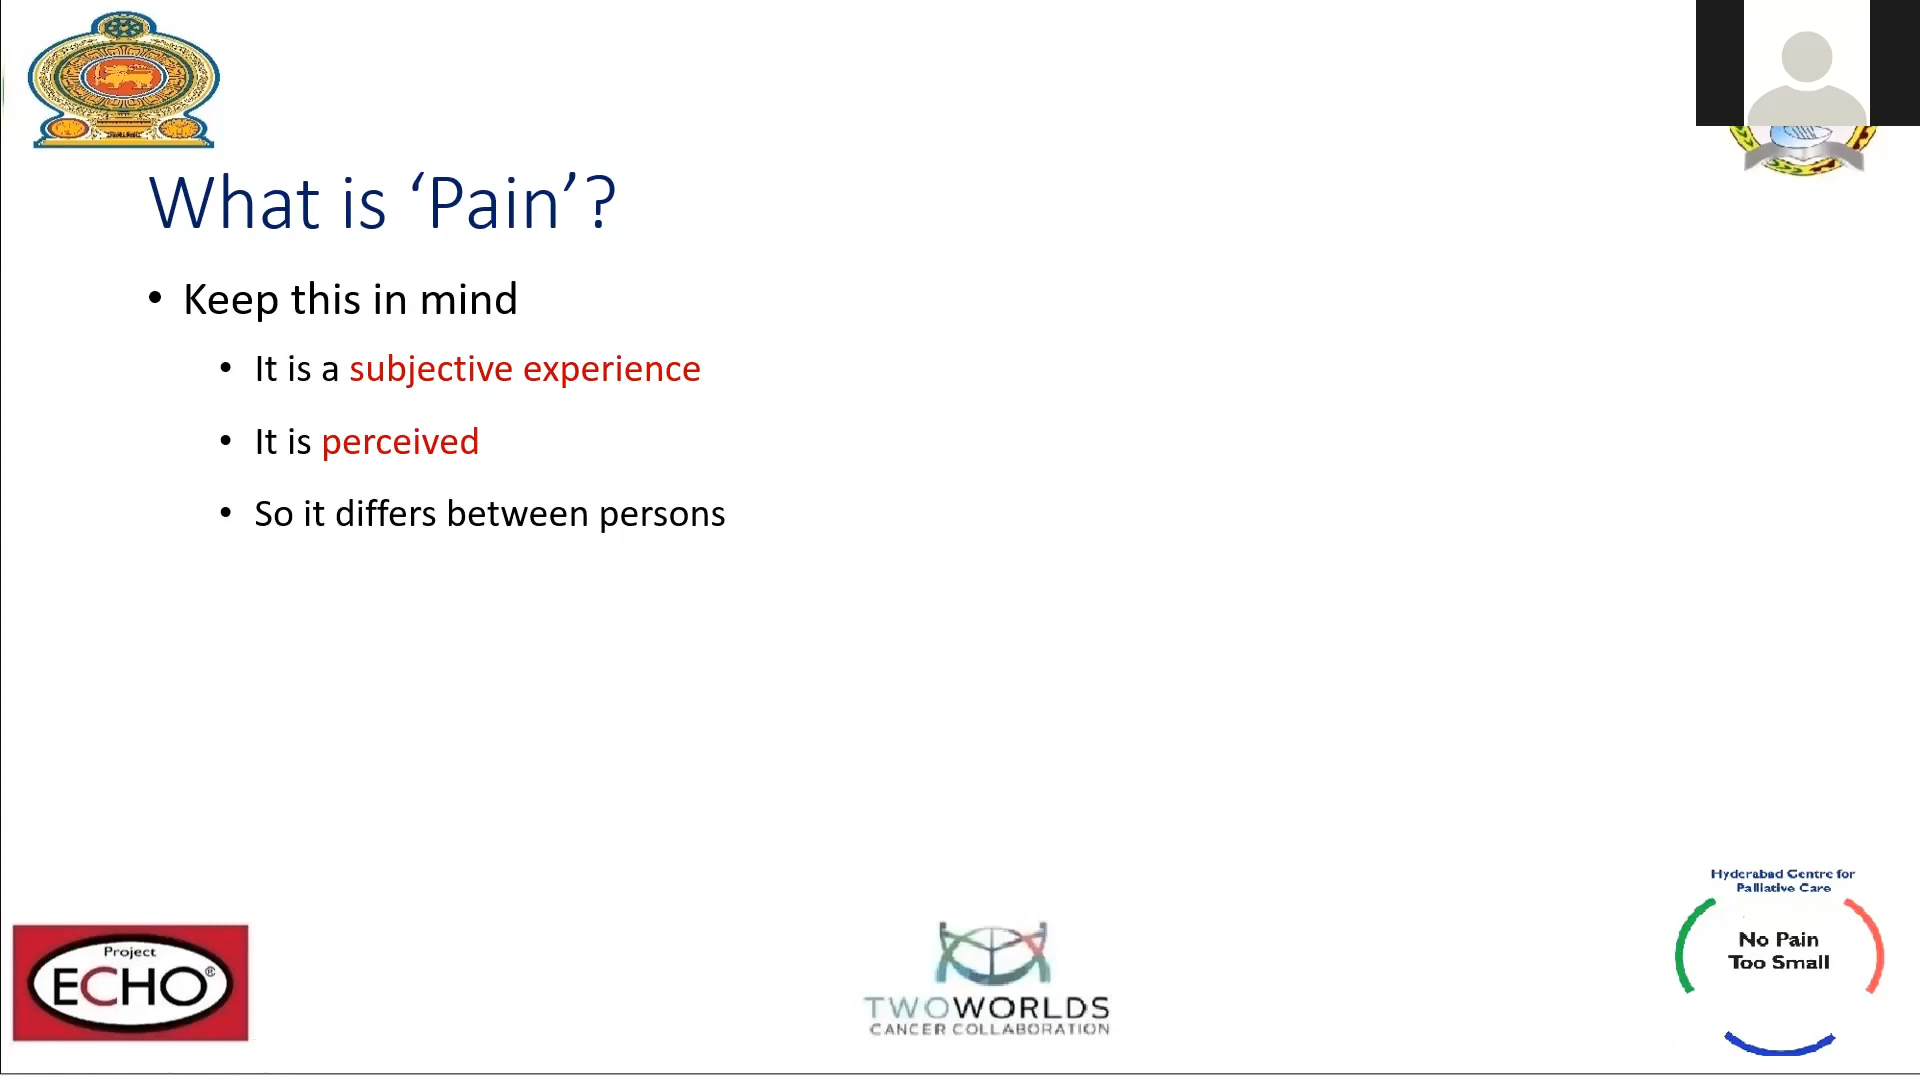 What is ‘Pain’?
• Keep this in mind
• It is a subjective experience
• It is perceived
• So it differs between persons
Project
ECHO®
TWOWORLDS
CANCER COLLABORATION
Hyderabad Centre for
Palliative Care
No Pain
Too Small